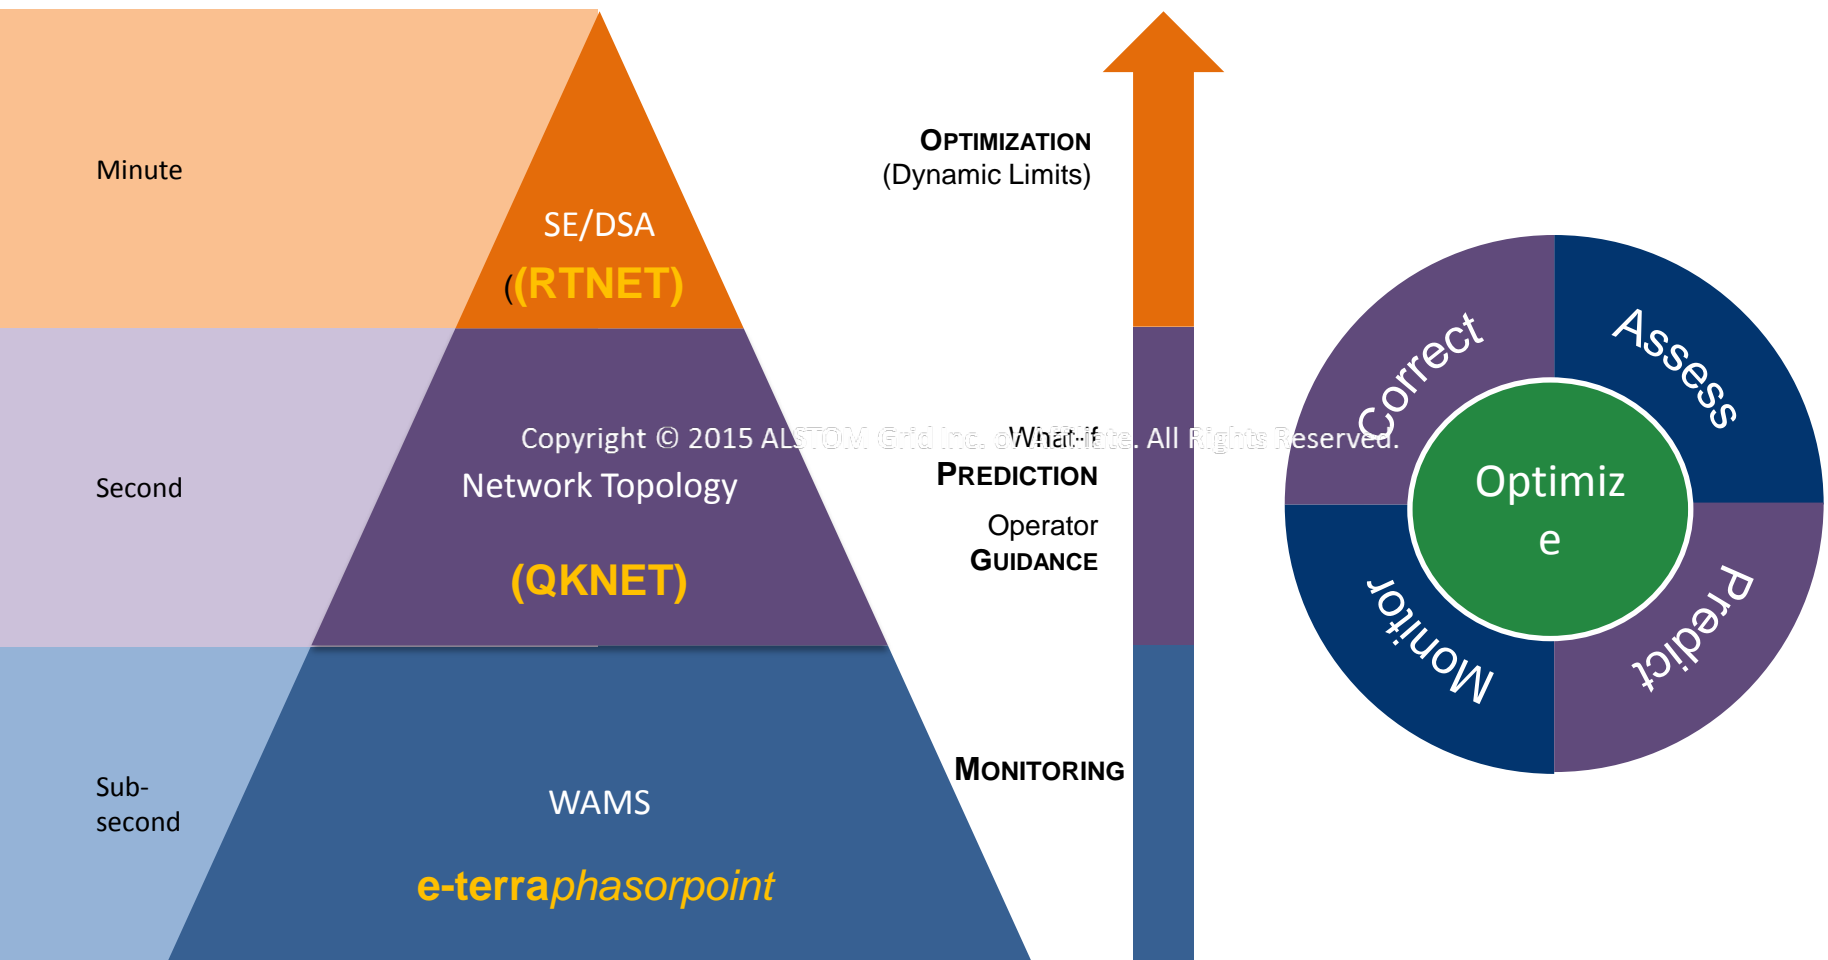 Minute
SE/DSA
((RTNET)
OPTIMIZATION
(Dynamic Limits)
Second
Copyright © 2015 ALSTOM Grid Inc. or Affiliate. All Rights Reserved.
Network Topology
(QKNET)
What-if
PREDICTION
Operator
GUIDANCE
Sub-
second
WAMS
e-terraphasorpoint
MONITORING
Correct
Assess
Optimiz
e
Monitor
Predict